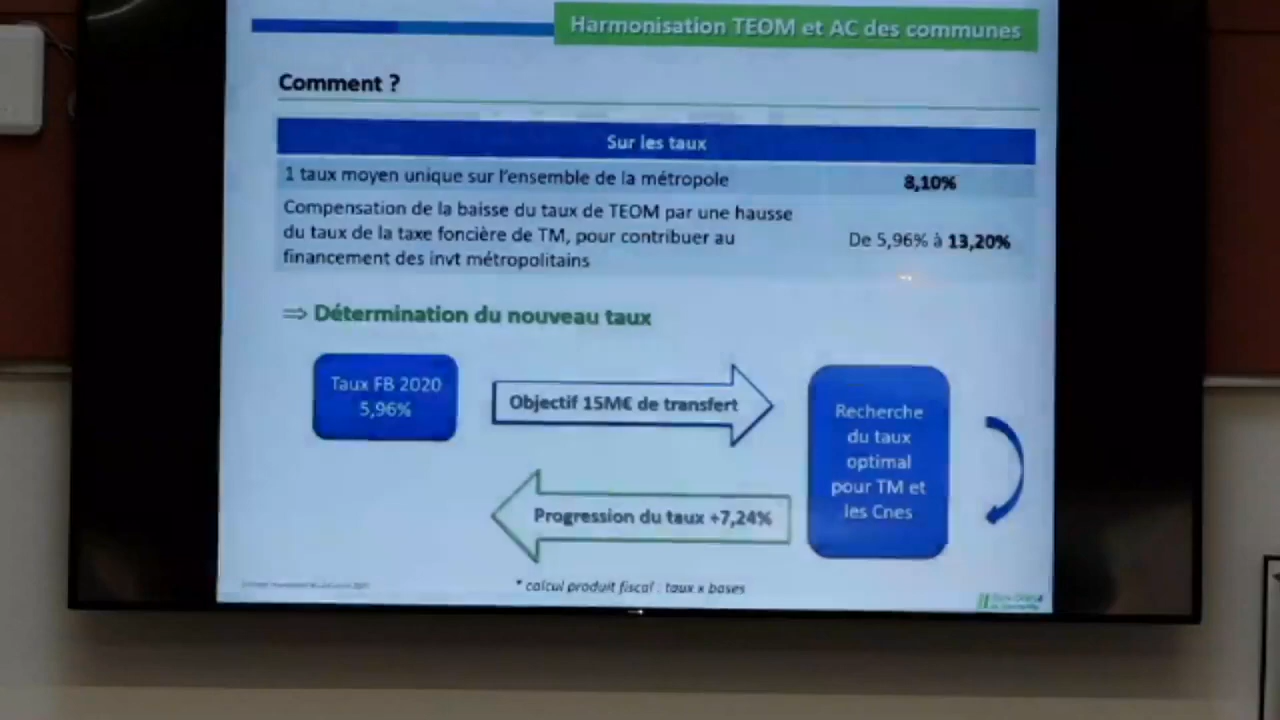 Harmonisation TEOM et AC des communes
Comment ?
Sur les taux
1 taux moyen unique sur l'ensemble de la métropole
8,10%
Compensation de la baisse du taux de TEOM par une hausse
du taux de la taxe foncière de TM, pour contribuer au
financement des invt métropolitains
De 5,96% à 13,20%
⇒ Détermination du nouveau taux
Taux FB 2020
5,96%
Objectif 15M€ de transfert
Recherche
du taux
optimal
pour TM et
les Cnes
Progression du taux +7,24%
* calcul produit fiscal : taux x bases